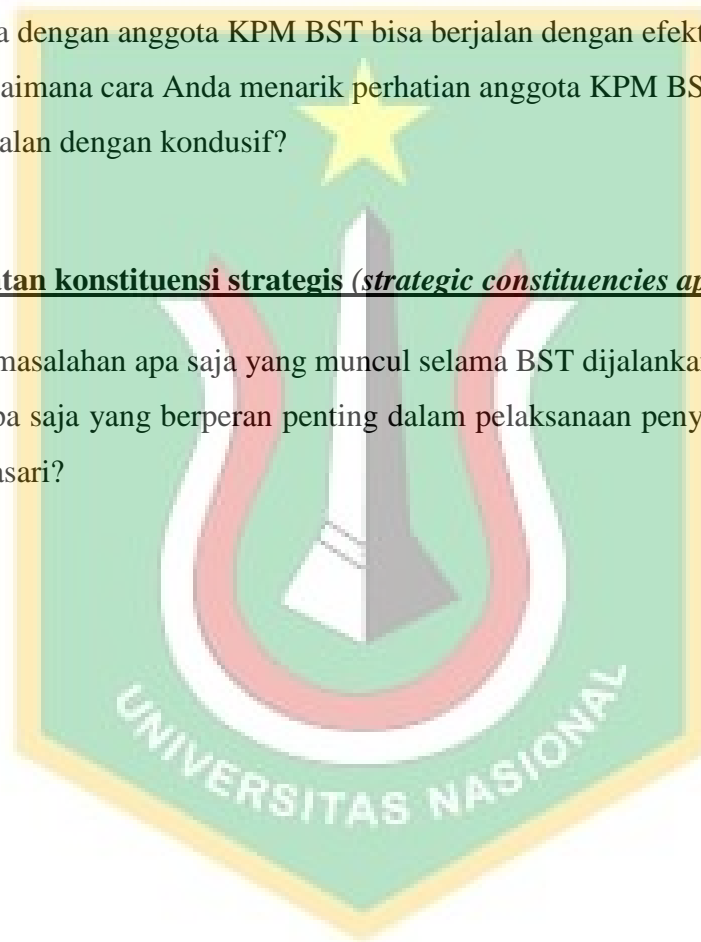 a dengan anggota KPM BST bisa berjalan dengan efekt
aimana cara Anda menarik perhatian anggota KPM BS
alan dengan kondusif?
tan konstituensi strategis (strategic constituencies ap
masalahan apa saja yang muncul selama BST dijalankan
pa saja yang berperan penting dalam pelaksanaan peny
asari?
UNIVERSITAS NASIONAL